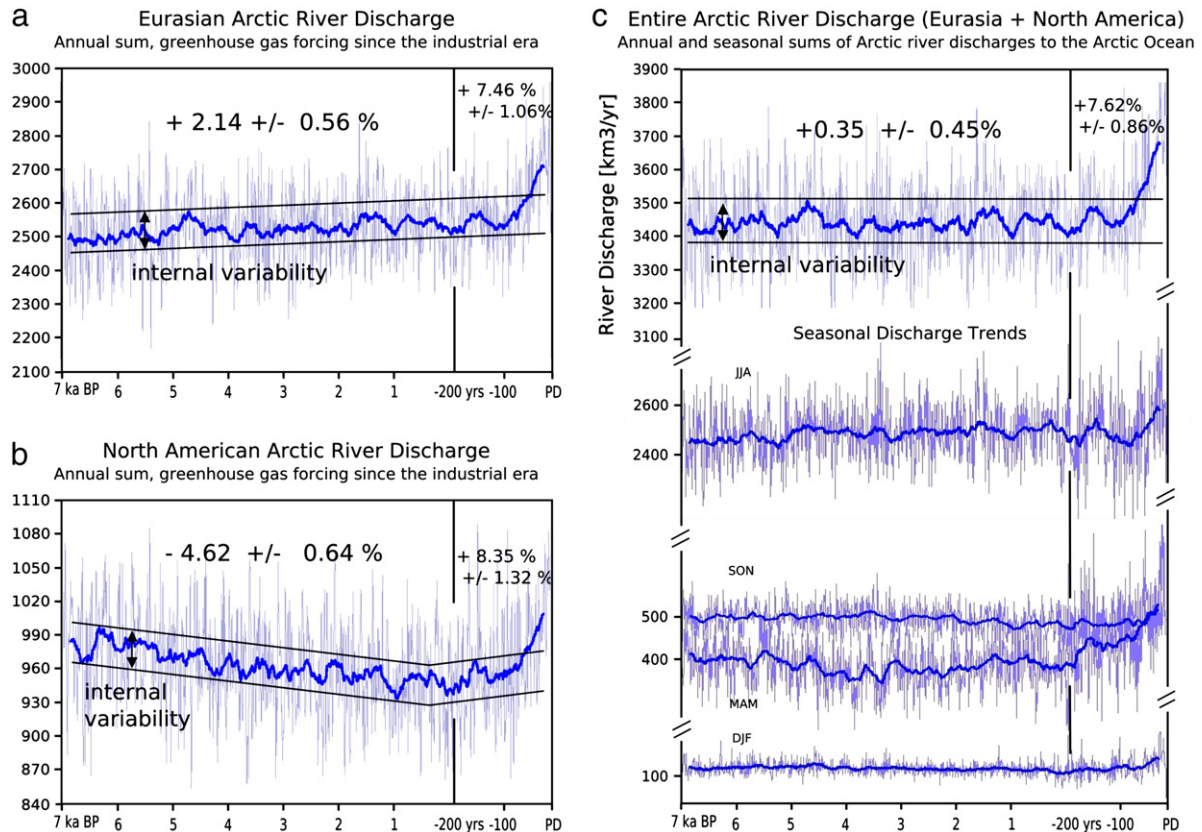 a
Eurasian Arctic River Discharge
Annual sum, greenhouse gas forcing since the industrial era
3000
2900
2800
2700
2600
2500
2400
2300
2200
2100
+ 2.14 +/- 0.56 %
+ 7.46 %
+/- 1.06%
internal variability
7 ka BP 6 5 4 3 2 1 -200 yrs -100 PD
b
North American Arctic River Discharge
Annual sum, greenhouse gas forcing since the industrial era
1110
1080
1050
1020
990
960
930
900
870
840
- 4.62 +/- 0.64 %
+ 8.35 %
+/- 1.32 %
internal
variability
7 ka BP 6 5 4 3 2 1 -200 yrs -100 PD
c
Entire Arctic River Discharge (Eurasia + North America)
Annual and seasonal sums of Arctic river discharges to the Arctic Ocean
River Discharge [km3/yr]
3900
3800
3700
3600
3500
3400
3300
3200
3100
2600
2400
500
400
100
+0.35 +/- 0.45%
+7.62%
+/- 0.86%
internal variability
Seasonal Discharge Trends
JJA
SON
MAM
DJF
7 ka BP 6 5 4 3 2 1 -200 yrs -100 PD